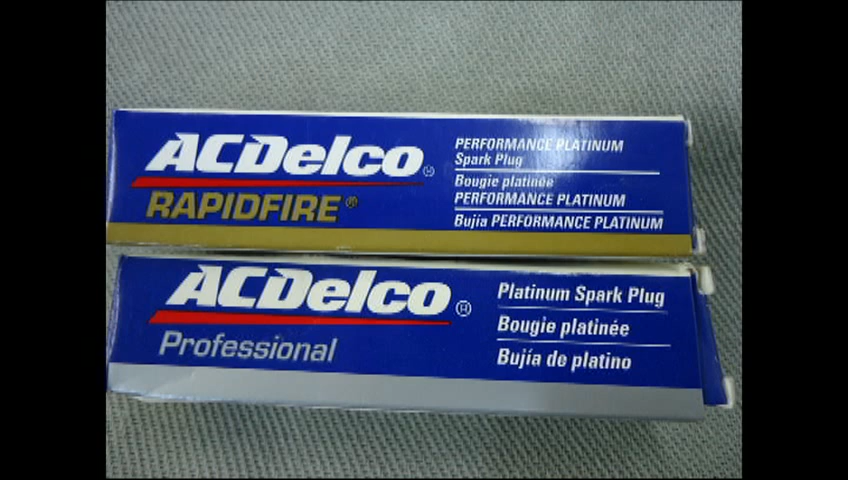 ACDelco®
RAPIDFIRE®
PERFORMANCE PLATINUM
Spark Plug
Bougie platinée
PERFORMANCE PLATINUM
Bujía PERFORMANCE PLATINUM
ACDelco®
Professional
Platinum Spark Plug
Bougie platinée
Bujía de platino